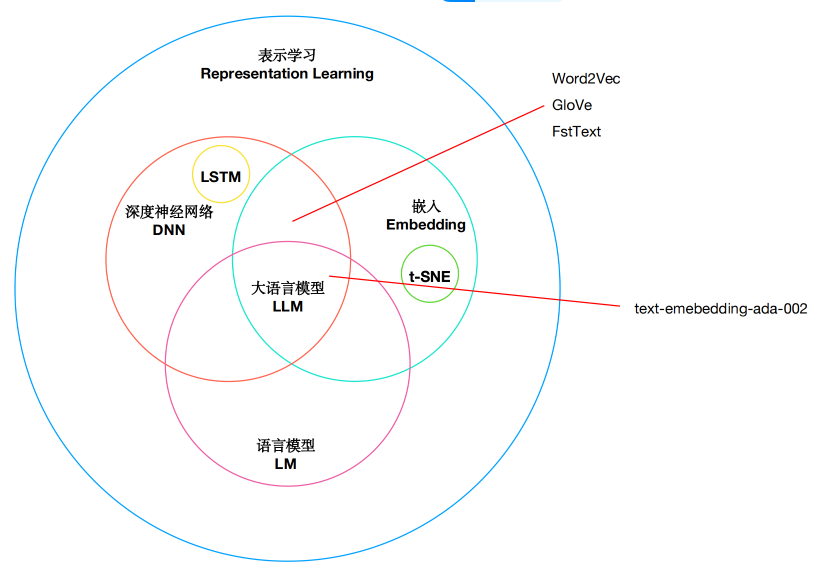 表示学习
Representation Learning
Word2Vec
GloVe
FstText
LSTM
深度神经网络
DNN
嵌入
Embedding
t-SNE
大语言模型
LLM
text-emebedding-ada-002
语言模型
LM